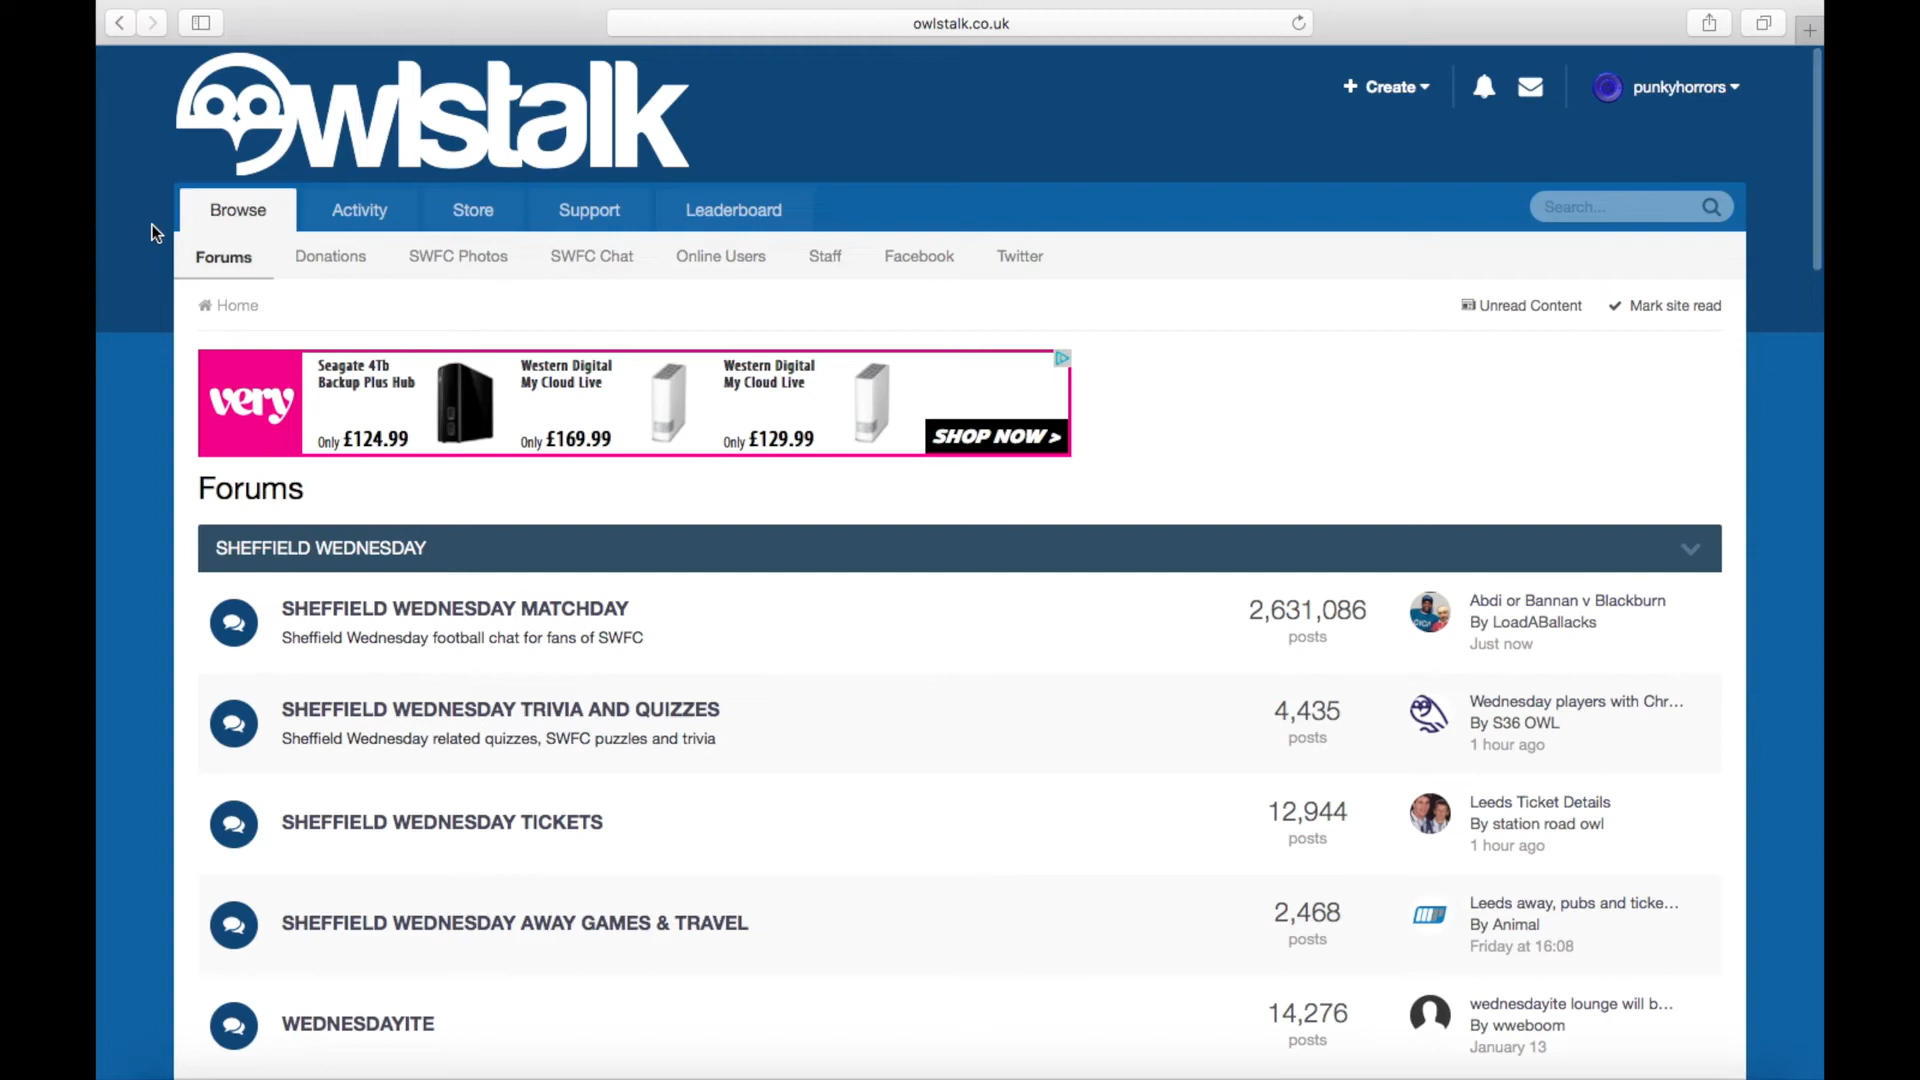 owlstalk.co.uk
owlstalk
+ Create
punkyhorrors
Browse
Activity
Store
Support
Leaderboard
Search...
Forums
Donations
SWFC Photos
SWFC Chat
Online Users
Staff
Facebook
Twitter
Home
Unread Content
Mark site read
very
Seagate 4Tb
Backup Plus Hub
Only £124.99
Western Digital
My Cloud Live
Only £169.99
Western Digital
My Cloud Live
Only £129.99
SHOP NOW >
Forums
SHEFFIELD WEDNESDAY
SHEFFIELD WEDNESDAY MATCHDAY
Sheffield Wednesday football chat for fans of SWFC
2,631,086
posts
Abdi or Bannan v Blackburn
By LoadABallacks
Just now
SHEFFIELD WEDNESDAY TRIVIA AND QUIZZES
Sheffield Wednesday related quizzes, SWFC puzzles and trivia
4,435
posts
Wednesday players with Chr...
By S36 OWL
1 hour ago
SHEFFIELD WEDNESDAY TICKETS
12,944
posts
Leeds Ticket Details
By station road owl
1 hour ago
SHEFFIELD WEDNESDAY AWAY GAMES & TRAVEL
2,468
posts
Leeds away, pubs and ticke...
By Animal
Friday at 16:08
WEDNESDAYITE
14,276
posts
wednesdayite lounge will b...
By wweboom
January 13